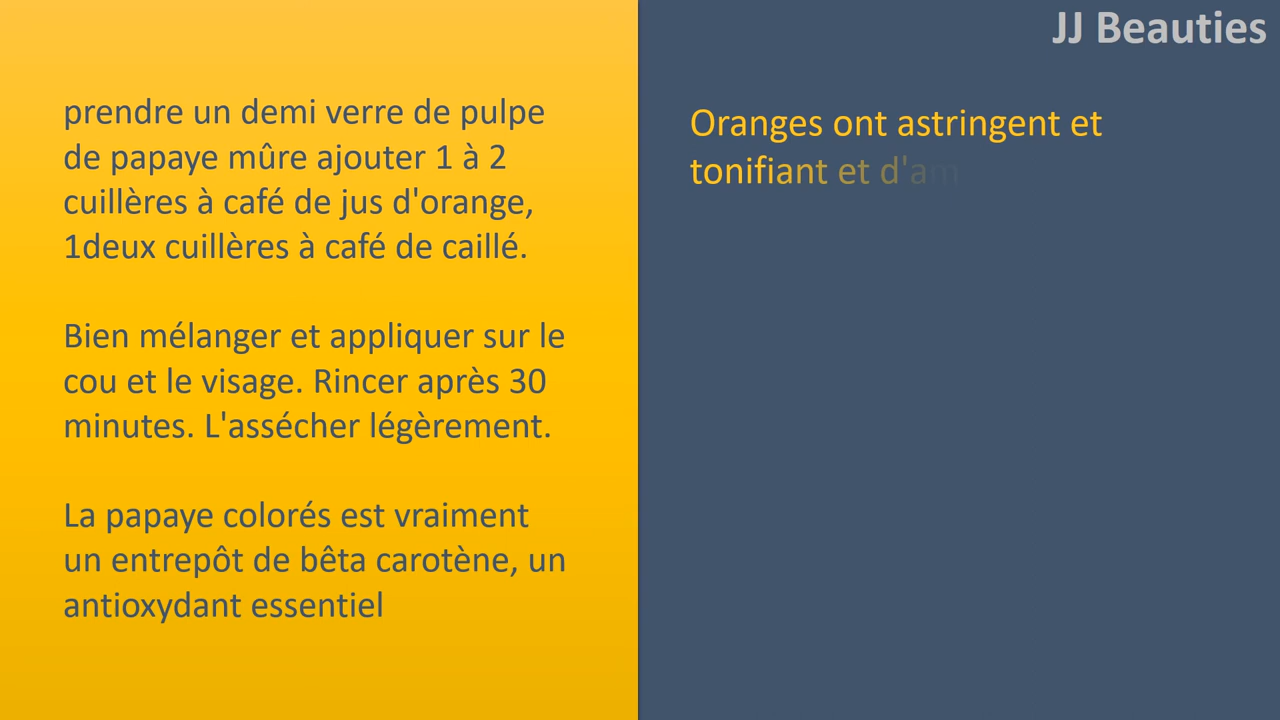 JJ Beauties
prendre un demi verre de pulpe
de papaye mûre ajouter 1 à 2
cuillères à café de jus d'orange,
1deux cuillères à café de caillé.
Bien mélanger et appliquer sur le
cou et le visage. Rincer après 30
minutes. L'assécher légèrement.
La papaye colorés est vraiment
un entrepôt de bêta carotène, un
antioxydant essentiel
Oranges ont astringent et
tonifiant et